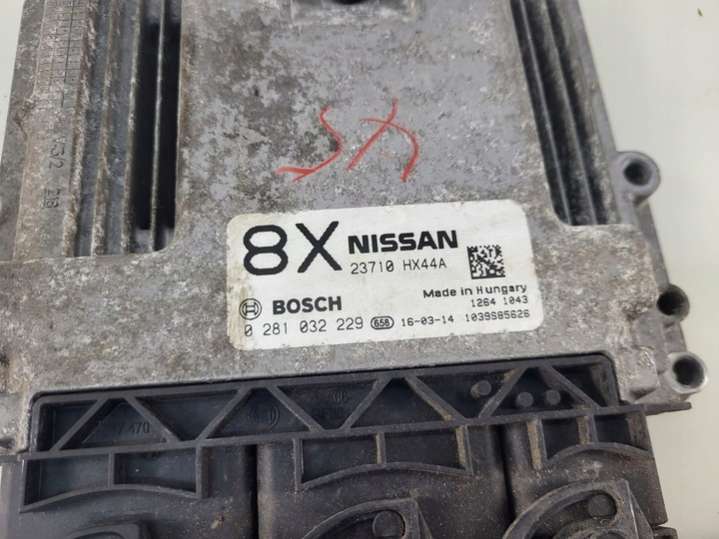 8X NISSAN
23710 HX44A
Made in Hungary
1264 1043
BOSCH
0 281 032 229 658 16-03-14 1039S85626